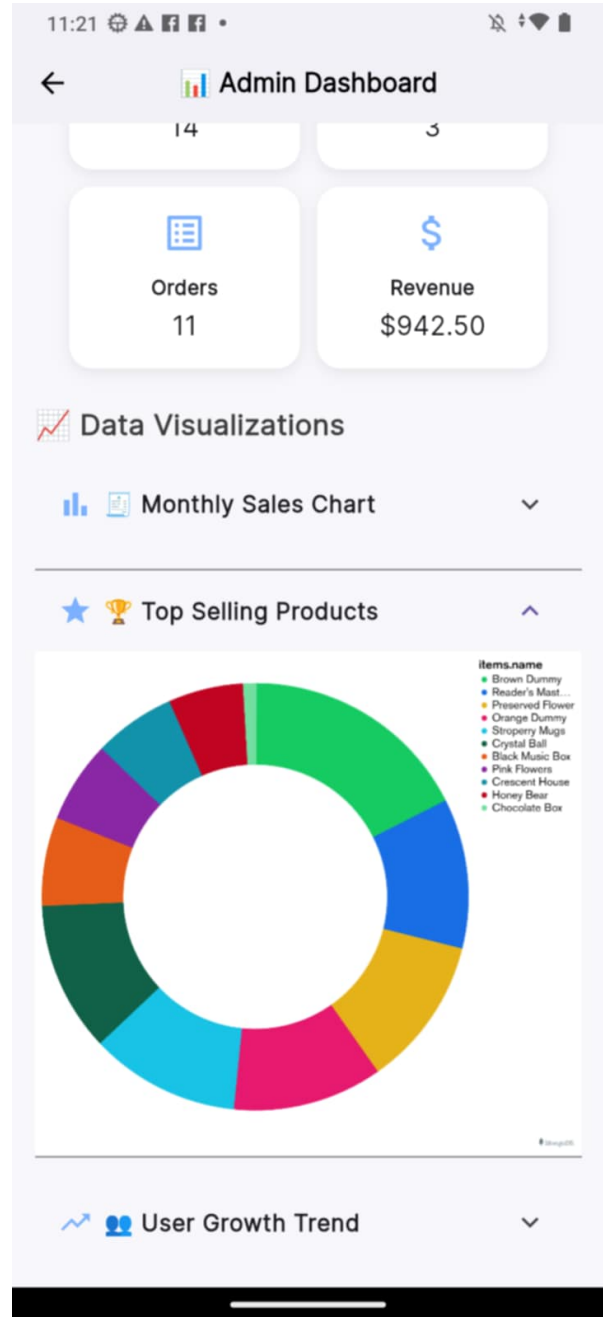 11:21
Admin Dashboard
14
3
Orders
11
Revenue
$942.50
Data Visualizations
Monthly Sales Chart
Top Selling Products
items.name
Brown Dummy
Reader's Mast...
Preserved Flower
Orange Dummy
Stroperry Mugs
Crystal Ball
Black Music Box
Pink Flowers
Crescent House
Honey Bear
Chocolate Box
MongoDB
User Growth Trend